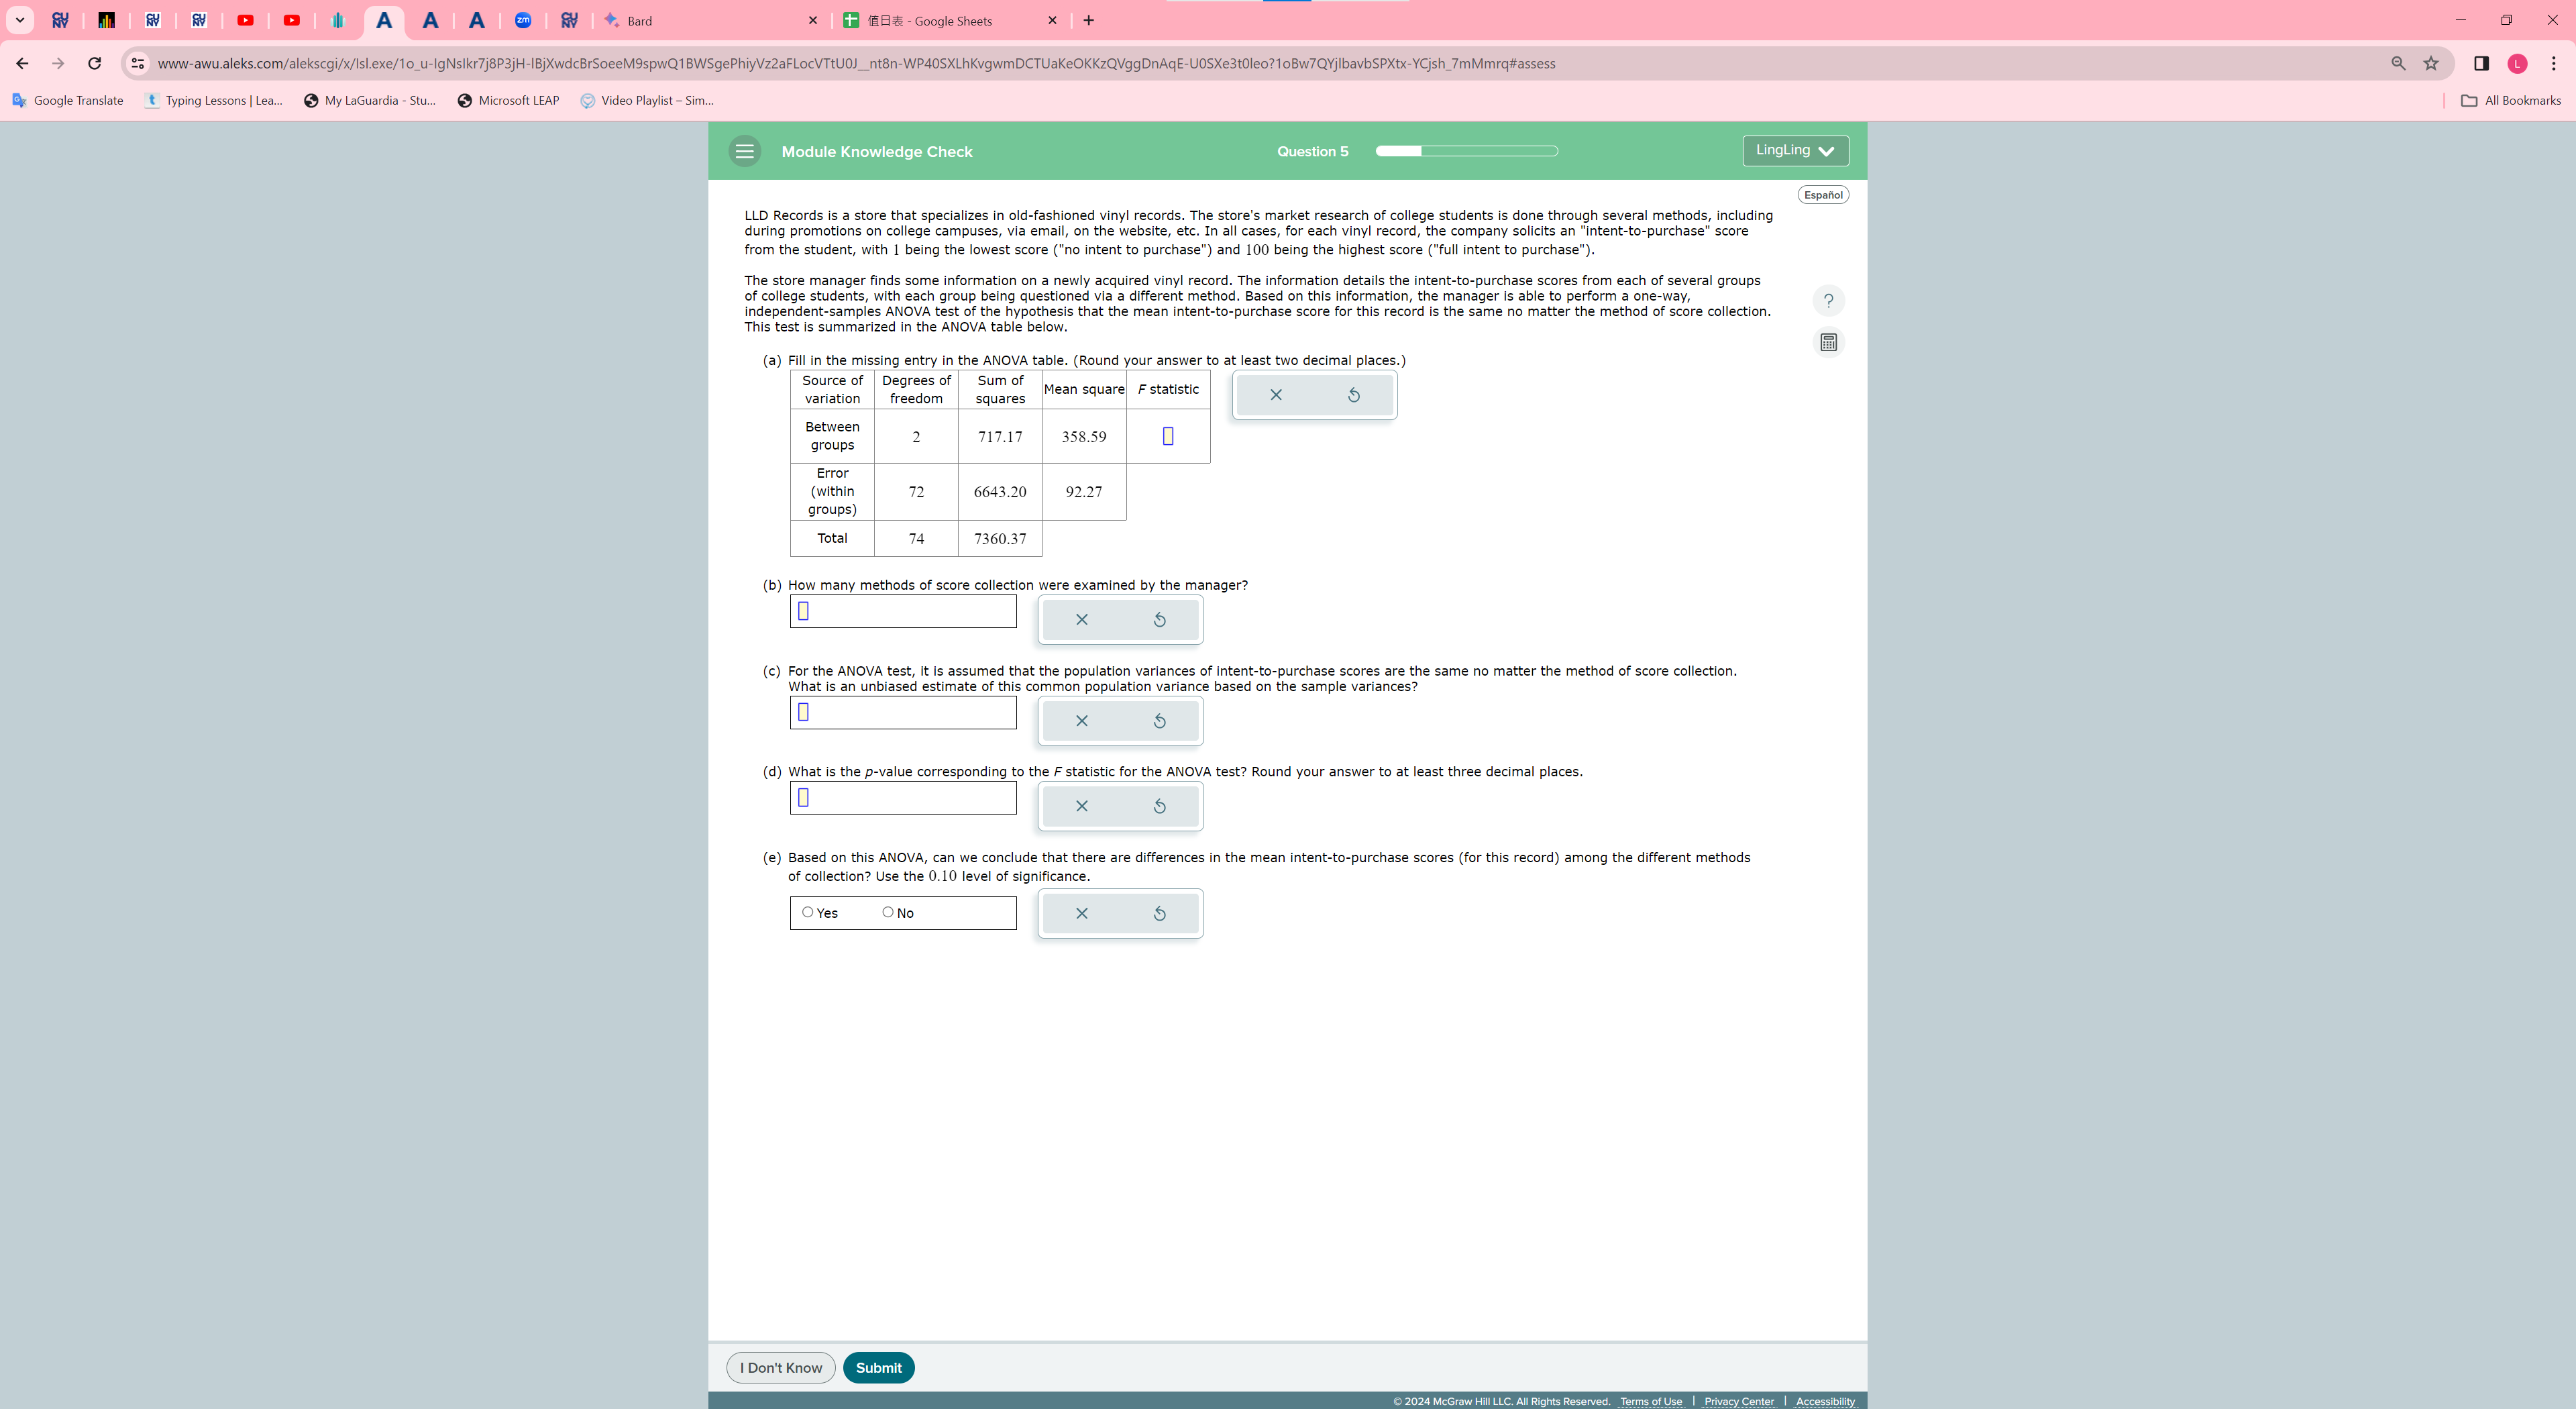 Bard
值日表 - Google Sheets
www-awu.aleks.com/alekscgi/x/Isl.exe/1o_u-IgNsIkr7j8P3jH-IBjXwdcBrSoeeM9spwQ1BWSgePhiyVz2aFLocVTtU0J__nt8n-WP40SXLhKvgwmDCTUaKeOKKzQVggDnAqE-U0SXe3t0leo?1oBw7QYjlbavbSPXtx-YCjsh_7mMmrq#assess
L
Google Translate
Typing Lessons | Lea...
My LaGuardia - Stu...
Microsoft LEAP
Video Playlist – Sim...
All Bookmarks
Module Knowledge Check
Question 5
LingLing
Español
LLD Records is a store that specializes in old-fashioned vinyl records. The store's market research of college students is done through several methods, including
during promotions on college campuses, via email, on the website, etc. In all cases, for each vinyl record, the company solicits an "intent-to-purchase" score
from the student, with 1 being the lowest score ("no intent to purchase") and 100 being the highest score ("full intent to purchase").
The store manager finds some information on a newly acquired vinyl record. The information details the intent-to-purchase scores from each of several groups
of college students, with each group being questioned via a different method. Based on this information, the manager is able to perform a one-way,
independent-samples ANOVA test of the hypothesis that the mean intent-to-purchase score for this record is the same no matter the method of score collection.
This test is summarized in the ANOVA table below.
?
(a) Fill in the missing entry in the ANOVA table. (Round your answer to at least two decimal places.)
Source of variation
Degrees of freedom
Sum of squares
Mean square
F statistic
Between groups
2
717.17
358.59
Error (within groups)
72
6643.20
92.27
Total
74
7360.37
(b) How many methods of score collection were examined by the manager?
(c) For the ANOVA test, it is assumed that the population variances of intent-to-purchase scores are the same no matter the method of score collection.
What is an unbiased estimate of this common population variance based on the sample variances?
(d) What is the p-value corresponding to the F statistic for the ANOVA test? Round your answer to at least three decimal places.
(e) Based on this ANOVA, can we conclude that there are differences in the mean intent-to-purchase scores (for this record) among the different methods
of collection? Use the 0.10 level of significance.
Yes
No
I Don't Know
Submit
© 2024 McGraw Hill LLC. All Rights Reserved. Terms of Use | Privacy Center | Accessibility